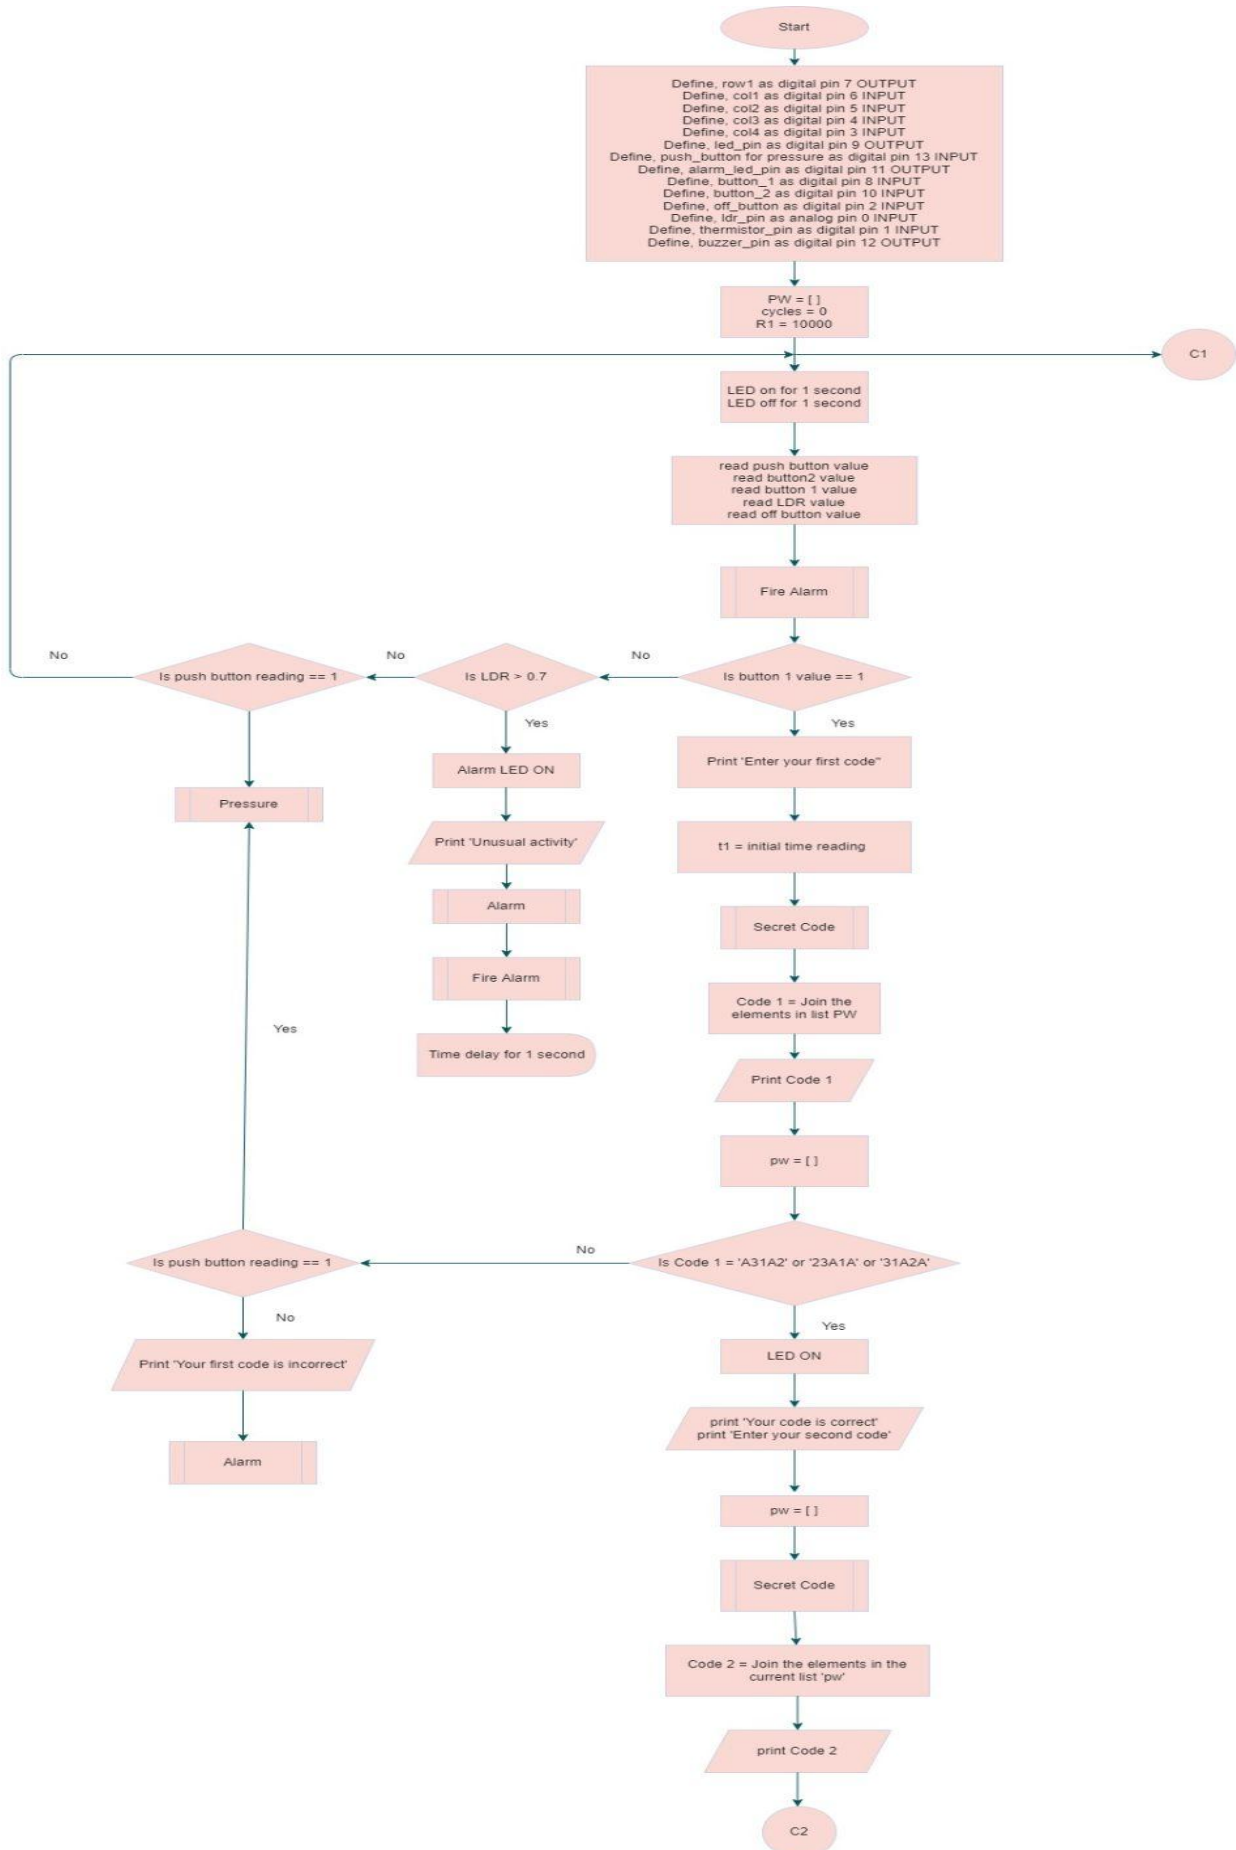 Start
Define, row1 as digital pin 7 OUTPUT
Define, col1 as digital pin 6 INPUT
Define, col2 as digital pin 5 INPUT
Define, col3 as digital pin 4 INPUT
Define, col4 as digital pin 3 INPUT
Define, led_pin as digital pin 9 OUTPUT
Define, push_button for pressure as digital pin 13 INPUT
Define, alarm_led_pin as digital pin 11 OUTPUT
Define, button_1 as digital pin 8 INPUT
Define, button_2 as digital pin 10 INPUT
Define, off_button as digital pin 2 INPUT
Define, ldr_pin as analog pin 0 INPUT
Define, thermistor_pin as digital pin 1 INPUT
Define, buzzer_pin as digital pin 12 OUTPUT
PW = [ ]
cycles = 0
R1 = 10000
C1
LED on for 1 second
LED off for 1 second
read push button value
read button2 value
read button 1 value
read LDR value
read off button value
Fire Alarm
No
No
No
Is push button reading == 1
Is LDR > 0.7
Is button 1 value == 1
Yes
Yes
Alarm LED ON
Print 'Enter your first code"
Pressure
Print 'Unusual activity'
t1 = initial time reading
Alarm
Secret Code
Fire Alarm
Code 1 = Join the
elements in list PW
Yes
Time delay for 1 second
Print Code 1
pw = [ ]
No
Is push button reading == 1
Is Code 1 = 'A31A2' or '23A1A' or '31A2A'
No
Yes
Print 'Your first code is incorrect'
LED ON
print 'Your code is correct'
print 'Enter your second code'
Alarm
pw = [ ]
Secret Code
Code 2 = Join the elements in the
current list 'pw'
print Code 2
C2